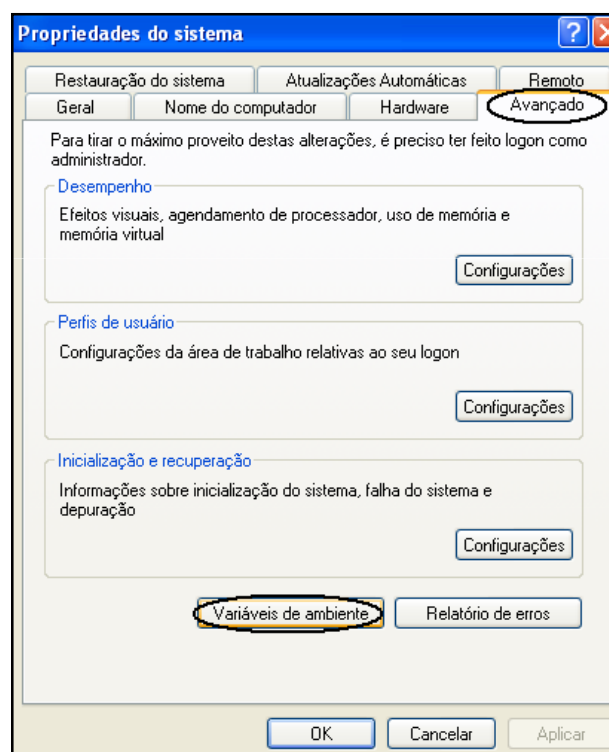 Propriedades do sistema
Restauração do sistema
Atualizações Automáticas
Remoto
Geral
Nome do computador
Hardware
Avançado
Para tirar o máximo proveito destas alterações, é preciso ter feito logon como
administrador.
Desempenho
Efeitos visuais, agendamento de processador, uso de memória e
memória virtual
Configurações
Perfis de usuário
Configurações da área de trabalho relativas ao seu logon
Configurações
Inicialização e recuperação
Informações sobre inicialização do sistema, falha do sistema e
depuração
Configurações
Variáveis de ambiente
Relatório de erros
OK
Cancelar
Aplicar